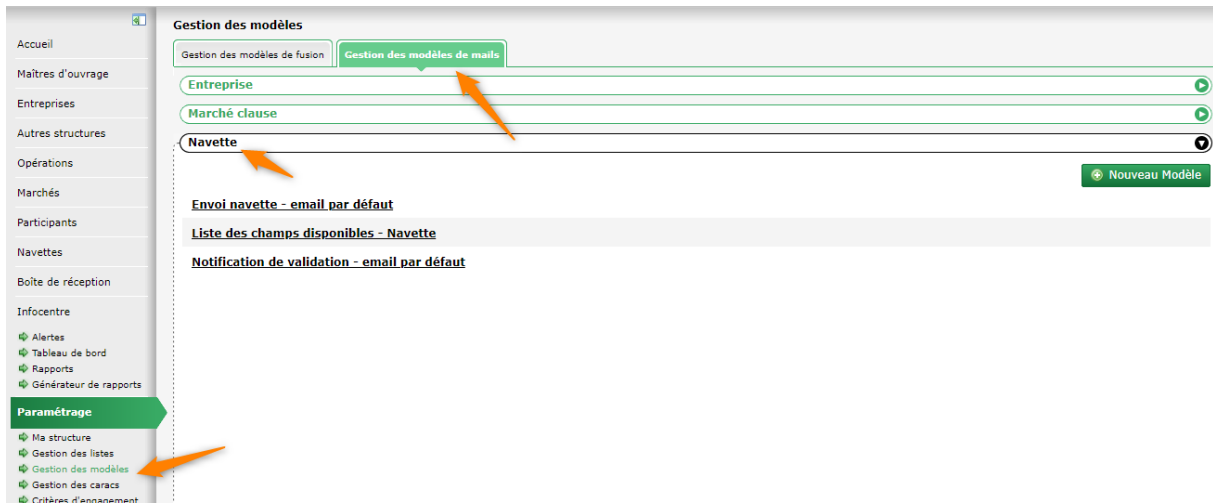 Gestion des modèles
Accueil
Maîtres d'ouvrage
Entreprises
Autres structures
Opérations
Marchés
Participants
Navettes
Boîte de réception
Infocentre
Alertes
Tableau de bord
Rapports
Générateur de rapports
Paramétrage
Ma structure
Gestion des listes
Gestion des modèles
Gestion des caracs
Critères d'engagement
Gestion des modèles de fusion
Gestion des modèles de mails
Entreprise
Marché clause
Navette
Nouveau Modèle
Envoi navette - email par défaut
Liste des champs disponibles - Navette
Notification de validation - email par défaut